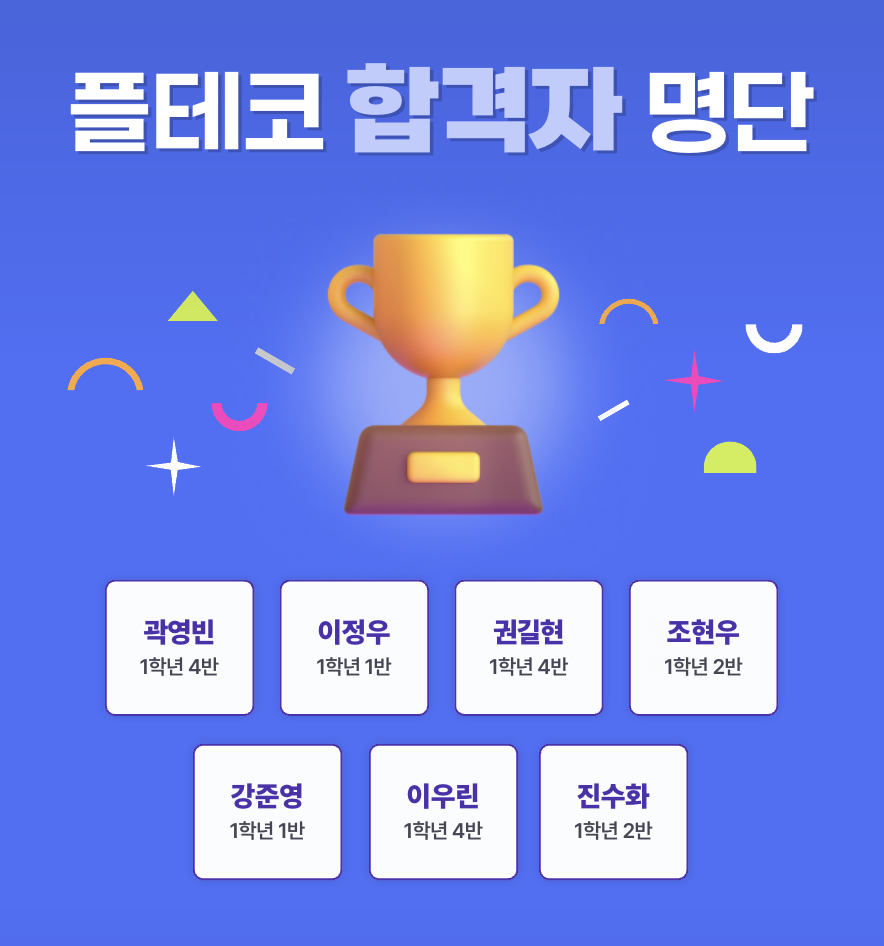 플테코 합격자 명단
곽영빈
1학년 4반
이정우
1학년 1반
권길현
1학년 4반
조현우
1학년 2반
강준영
1학년 1반
이우린
1학년 4반
진수화
1학년 2반